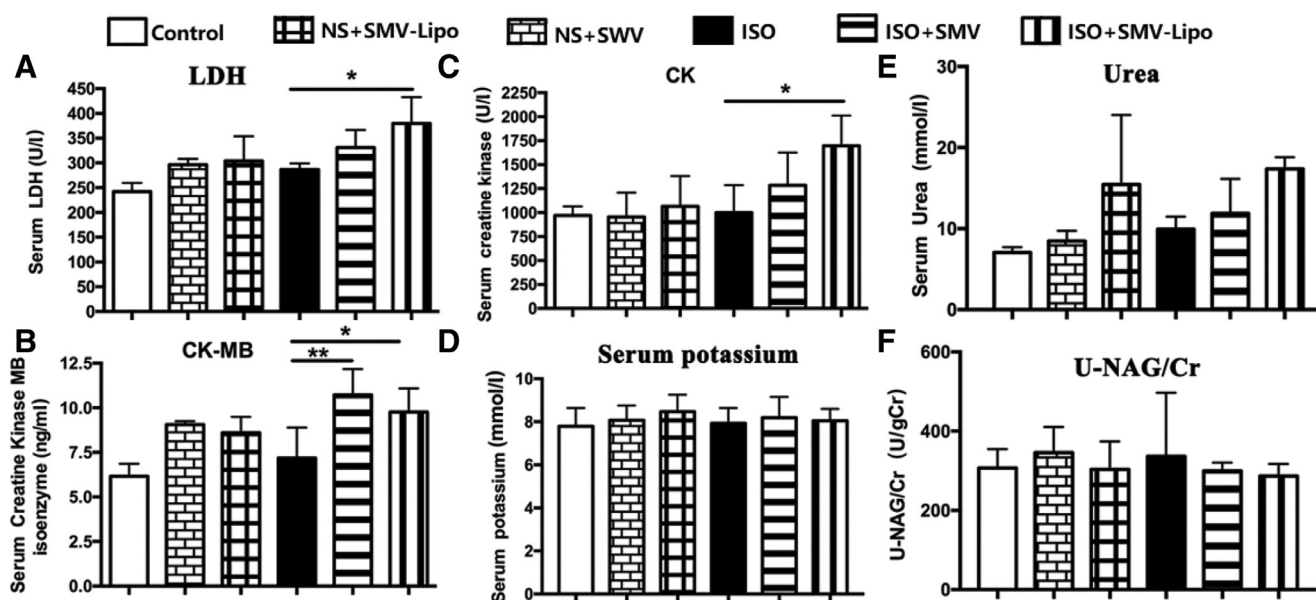 Control NS+SMV-Lipo NS+SWV ISO ISO+SMV ISO+SMV-Lipo
A
LDH
*
Serum LDH (U/l)
450
400
350
300
250
200
150
100
50
0
B
CK-MB
*
**
Serum Creatine Kinase MB
isoenzyme (ng/ml)
12.5
10.0
7.5
5.0
2.5
0.0
C
CK
*
Serum creatine kinase (U/l)
2250
2000
1750
1500
1250
1000
750
500
250
0
D
Serum potassium
Serum potassium (mmol/l)
10
8
6
4
2
0
E
Urea
Serum Urea (mmol/l)
30
20
10
0
F
U-NAG/Cr
U-NAG/Cr (U/gCr)
600
400
200
0